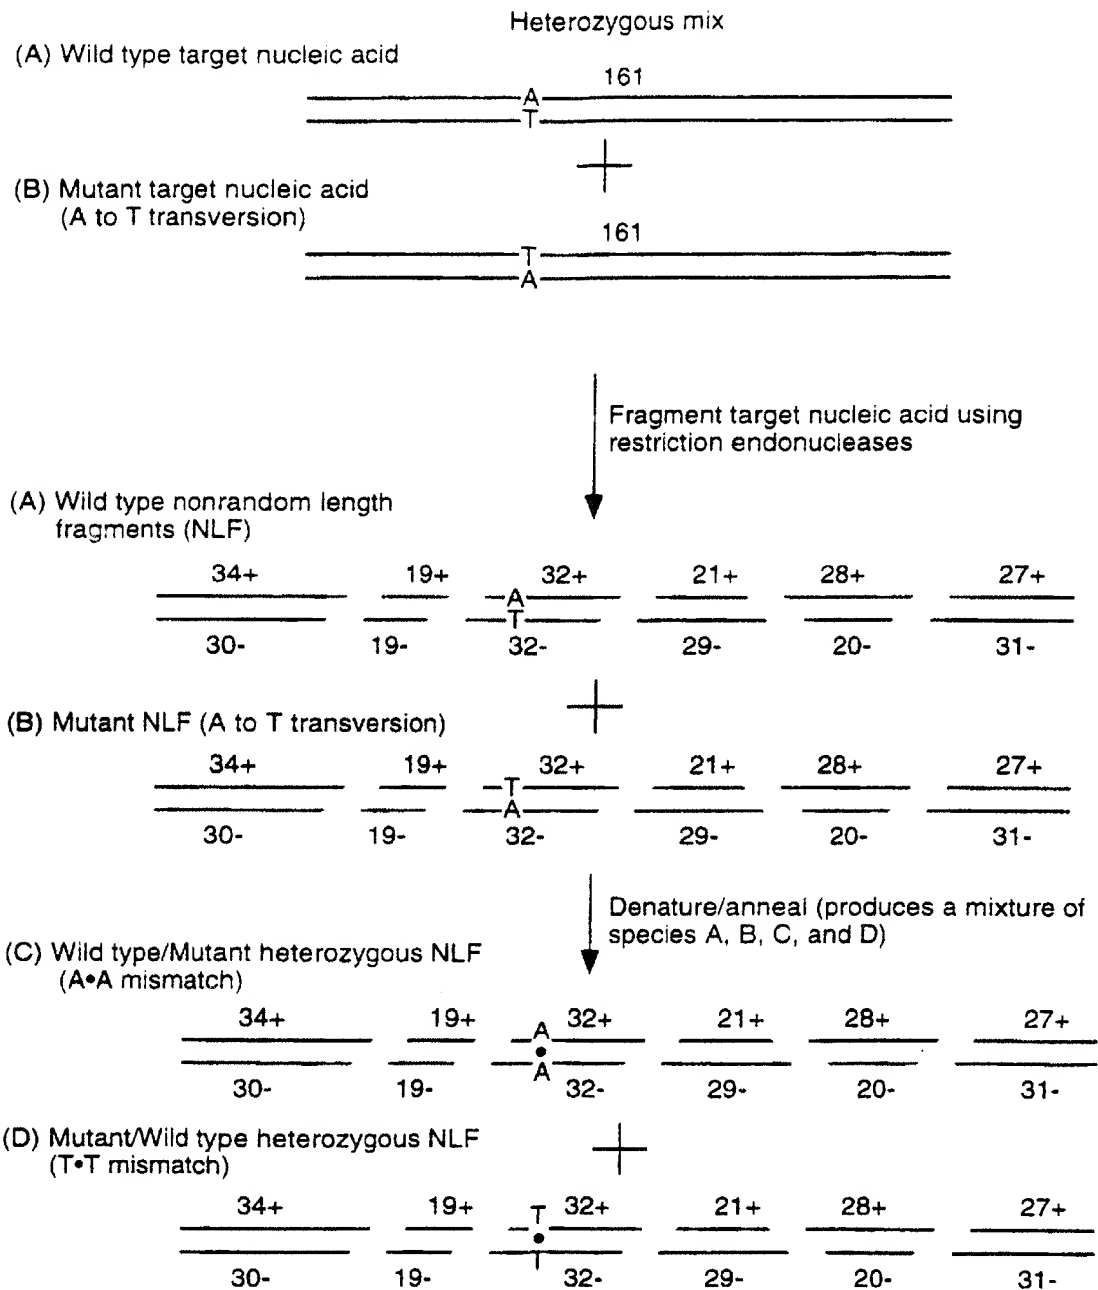 Heterozygous mix
(A) Wild type target nucleic acid
161
A
T
(B) Mutant target nucleic acid
(A to T transversion)
161
T
A
Fragment target nucleic acid using
restriction endonucleases
(A) Wild type nonrandom length
fragments (NLF)
34+ 19+ 32+ 21+ 28+ 27+
A
T
30- 19- 32- 29- 20- 31-
(B) Mutant NLF (A to T transversion)
34+ 19+ 32+ 21+ 28+ 27+
T
A
30- 19- 32- 29- 20- 31-
Denature/anneal (produces a mixture of
species A, B, C, and D)
(C) Wild type/Mutant heterozygous NLF
(A•A mismatch)
34+ 19+ 32+ 21+ 28+ 27+
A
A
30- 19- 32- 29- 20- 31-
(D) Mutant/Wild type heterozygous NLF
(T•T mismatch)
34+ 19+ 32+ 21+ 28+ 27+
T
T
30- 19- 32- 29- 20- 31-